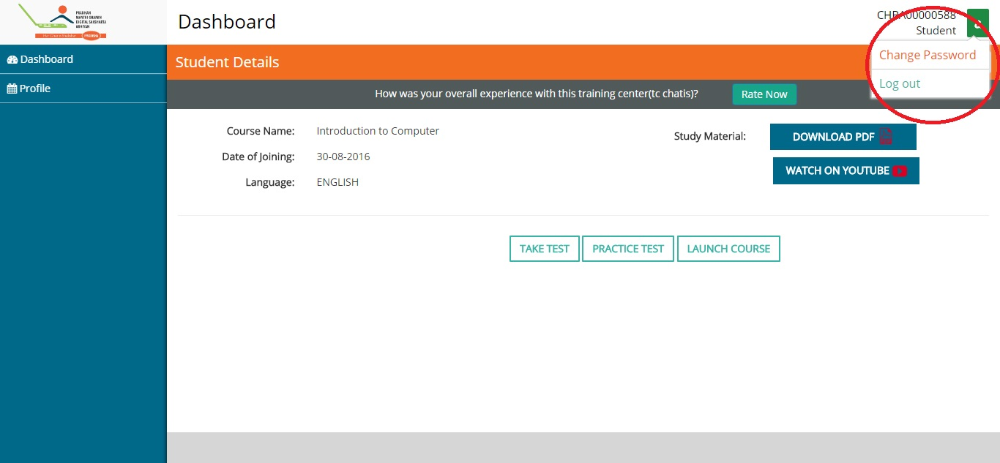 PRADHAN
MANTRI GRAMIN
DIGITAL SAKSHARTA
ABHIYAN
Dashboard
CHBA00000588
Student
Change Password
Log out
Dashboard
Profile
Student Details
How was your overall experience with this training center(tc chatis)?
Rate Now
Course Name: Introduction to Computer
Date of Joining: 30-08-2016
Language: ENGLISH
Study Material:
DOWNLOAD PDF
WATCH ON YOUTUBE
TAKE TEST
PRACTICE TEST
LAUNCH COURSE